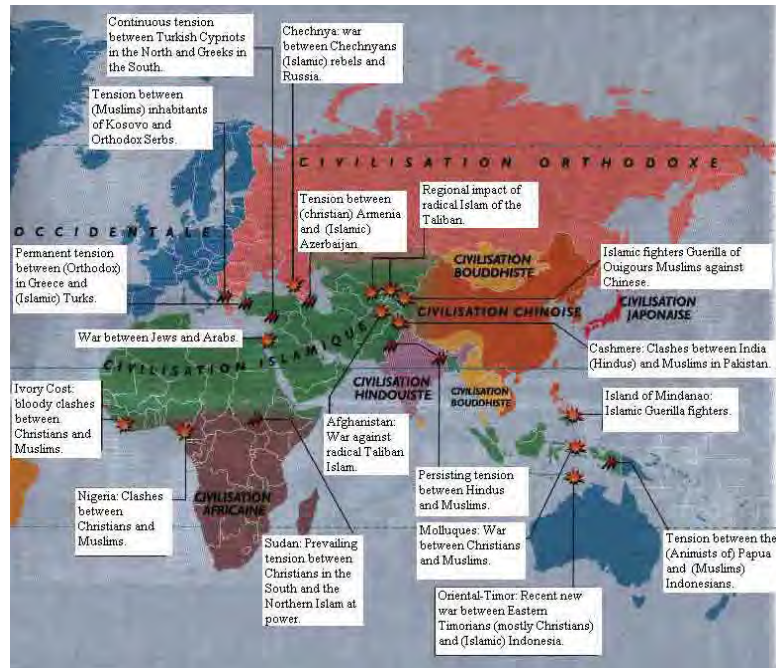 Continuous tension
between Turkish Cypriots
in the North and Greeks in
the South.
Chechnya: war
between Chechnyans
(Islamic) rebels and
Russia.
Tension between
(Muslims) inhabitants
of Kosovo and
Orthodox Serbs.
CIVILISATION ORTHODOXE
Tension between
(christian) Armenia
and (Islamic)
Azerbaijan
Regional impact of
radical Islam of the
Taliban.
OCCIDENTALE
Permanent tension
between (Orthodox)
in Greece and
(Islamic) Turks.
CIVILISATION
BOUDDHISTE
Islamic fighters Guerilla of
Ouigours Muslims against
Chinese.
CIVILISATION CHINOISE
CIVILISATION
JAPONAISE
War between Jews and Arabs.
CIVILISATION ISLAMIQUE
Cashmere: Clashes between India
(Hindus) and Muslims in Pakistan.
CIVILISATION
HINDOUISTE
CIVILISATION
BOUDDHISTE
Ivory Cost:
bloody clashes
between
Christians and
Muslims.
Island of Mindanao:
Islamic Guerilla fighters.
Afghanistan:
War against
radical Taliban
Islam.
Persisting tension
between Hindus
and Muslims.
Nigeria: Clashes
between
Christians and
Muslims.
CIVILISATION
AFRICAINE
Sudan: Prevailing
tension between
Christians in the
South and the
Northern Islam at
power.
Molluques: War
between Christians
and Muslims.
Tension between the
(Animists of) Papua
and (Muslims)
Indonesians.
Oriental-Timor: Recent new
war between Eastern
Timorians (mostly Christians)
and (Islamic) Indonesia.